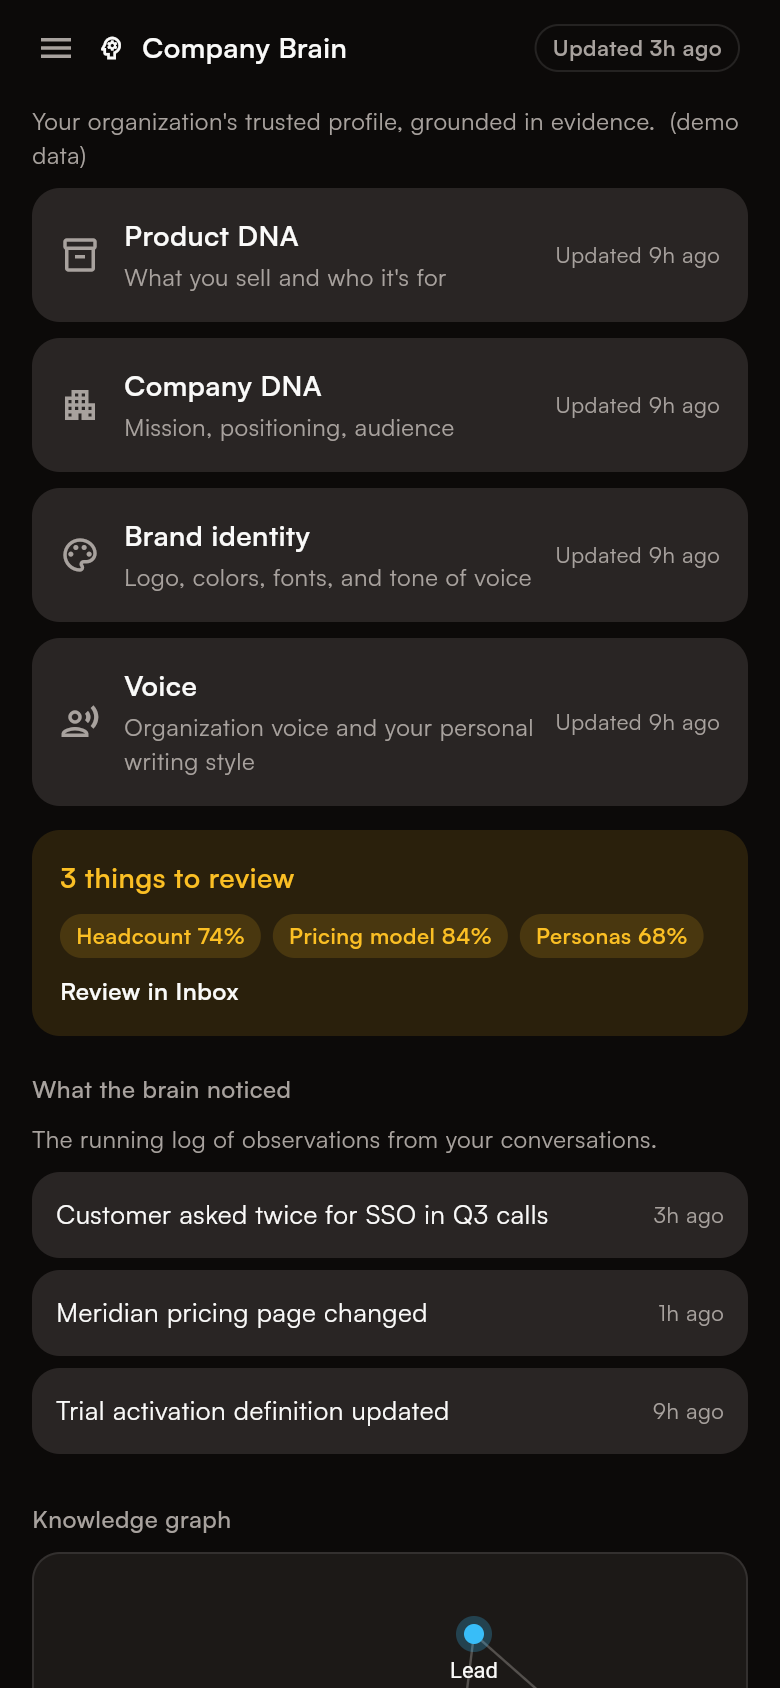 Company Brain
Updated 3h ago
Your organization's trusted profile, grounded in evidence.  (demo
data)
Product DNA
What you sell and who it's for
Updated 9h ago
Company DNA
Mission, positioning, audience
Updated 9h ago
Brand identity
Logo, colors, fonts, and tone of voice
Updated 9h ago
Voice
Organization voice and your personal
writing style
Updated 9h ago
3 things to review
Headcount 74%
Pricing model 84%
Personas 68%
Review in Inbox
What the brain noticed
The running log of observations from your conversations.
Customer asked twice for SSO in Q3 calls
3h ago
Meridian pricing page changed
1h ago
Trial activation definition updated
9h ago
Knowledge graph
Lead